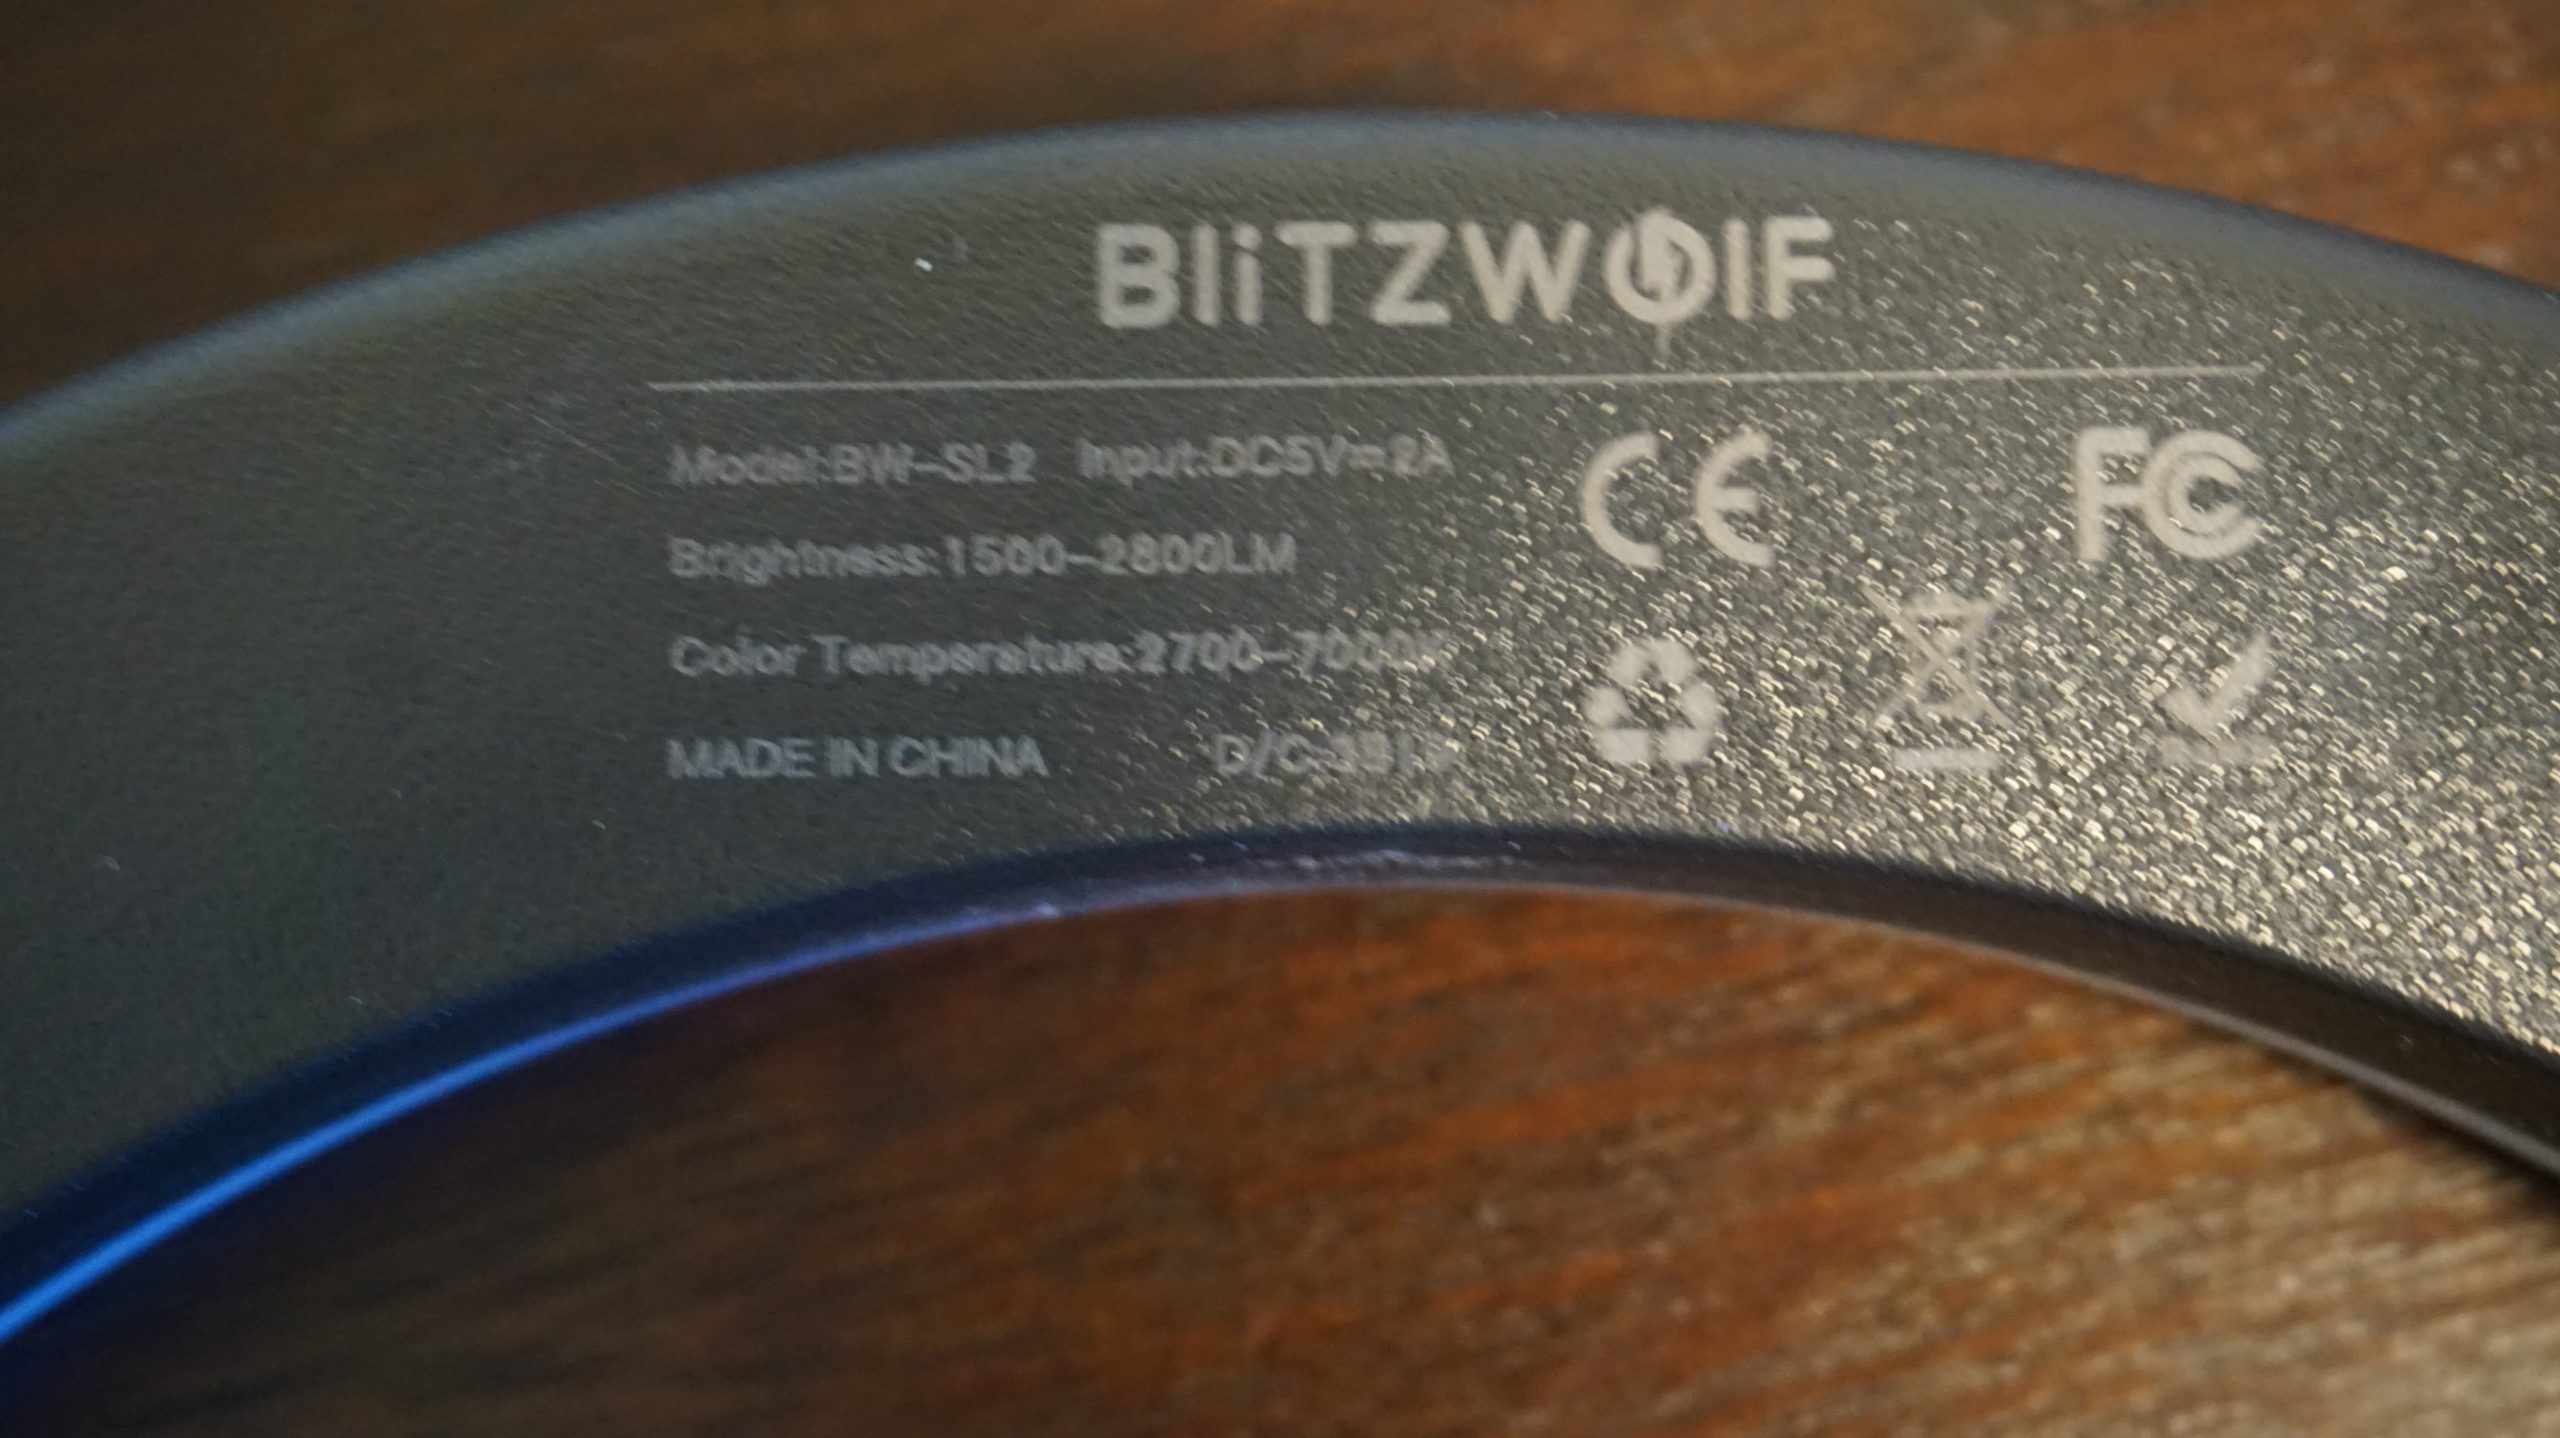 BliTZWOlF
Model:BW-SL2 Input:DC5V=2A
Brightness:1500-2800LM
Color Temperature:2700-7000K
MADE IN CHINA D/C:
CE FC